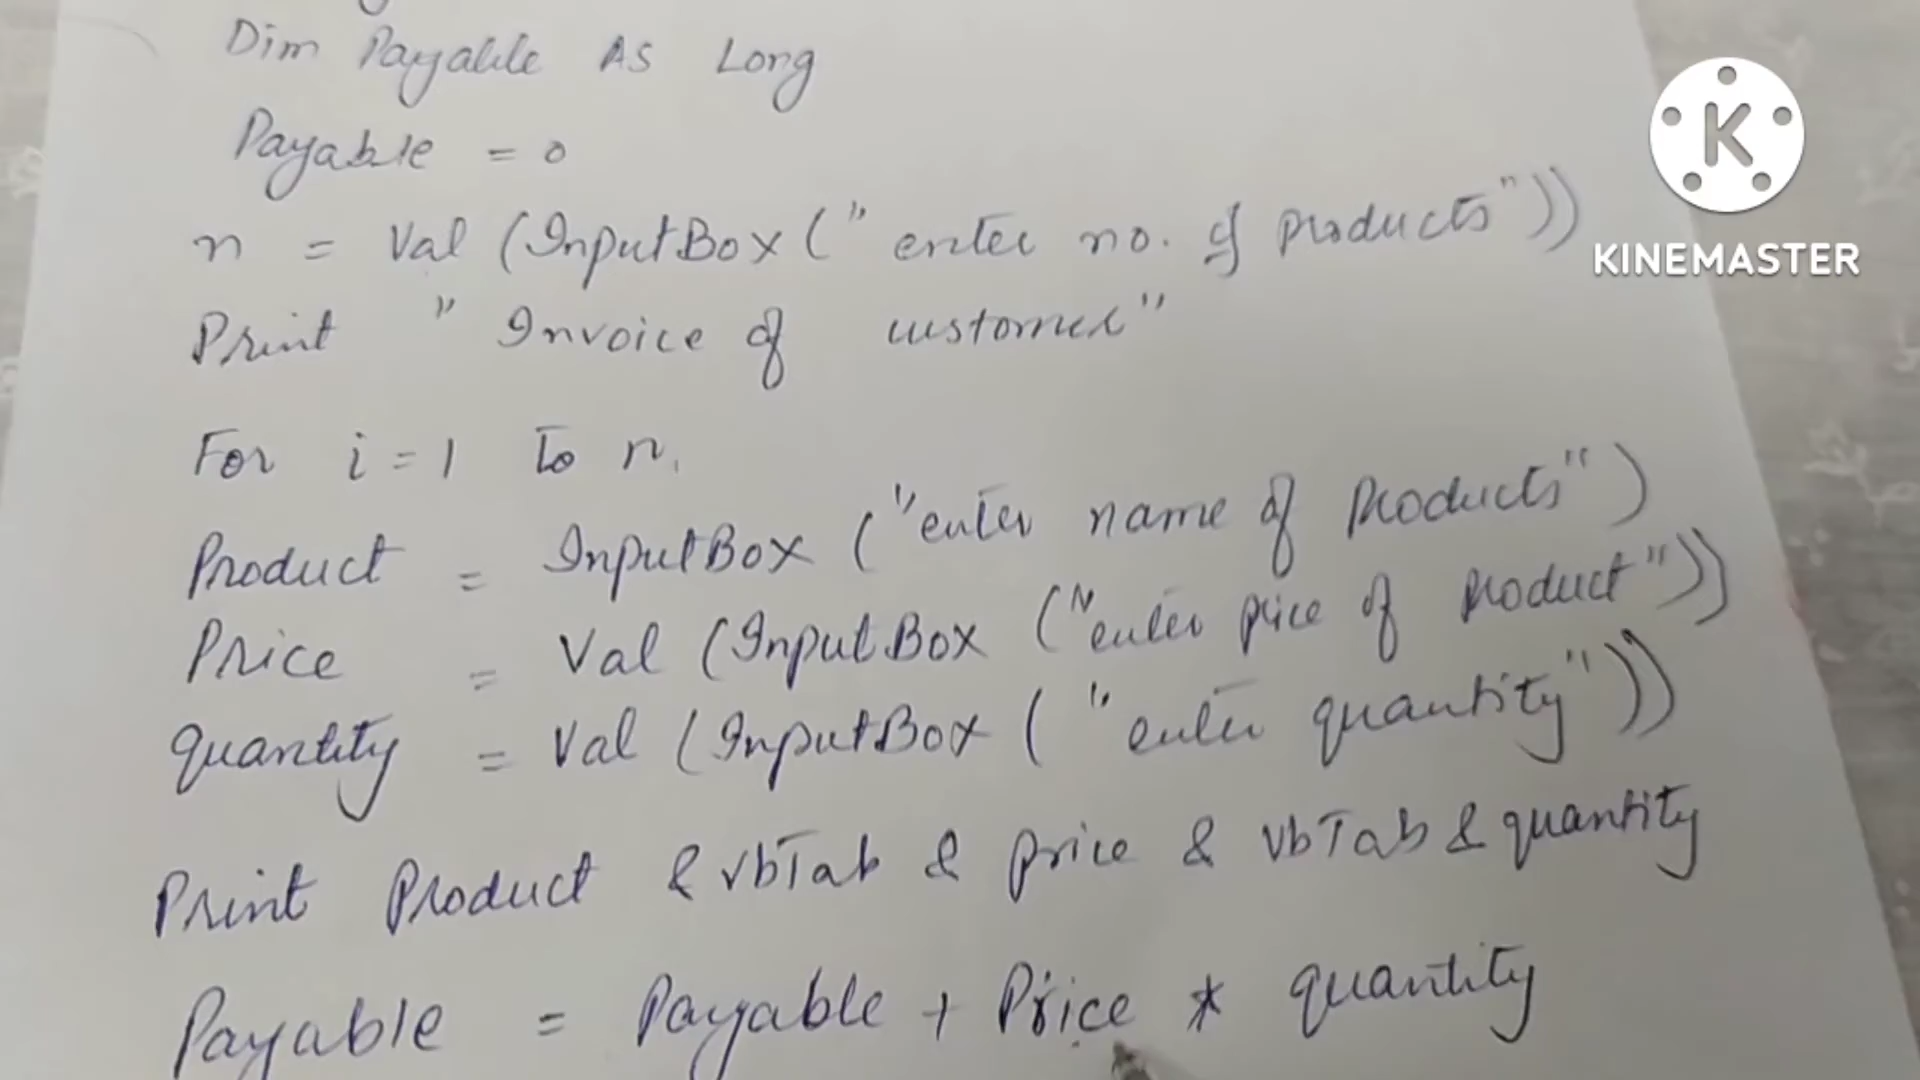 Dim Payable As Long
Payable = 0
n = Val (InputBox (" enter no. of products"))
Print " Invoice of customer"
For i = 1 to n.
Product = InputBox ("enter name of products")
Price = Val (InputBox ("enter price of product"))
quantity = Val (InputBox ( "enter quantity"))
Print Product & vbTab & price & vbTab & quantity
Payable = Payable + Price * quantity
K
KINEMASTER